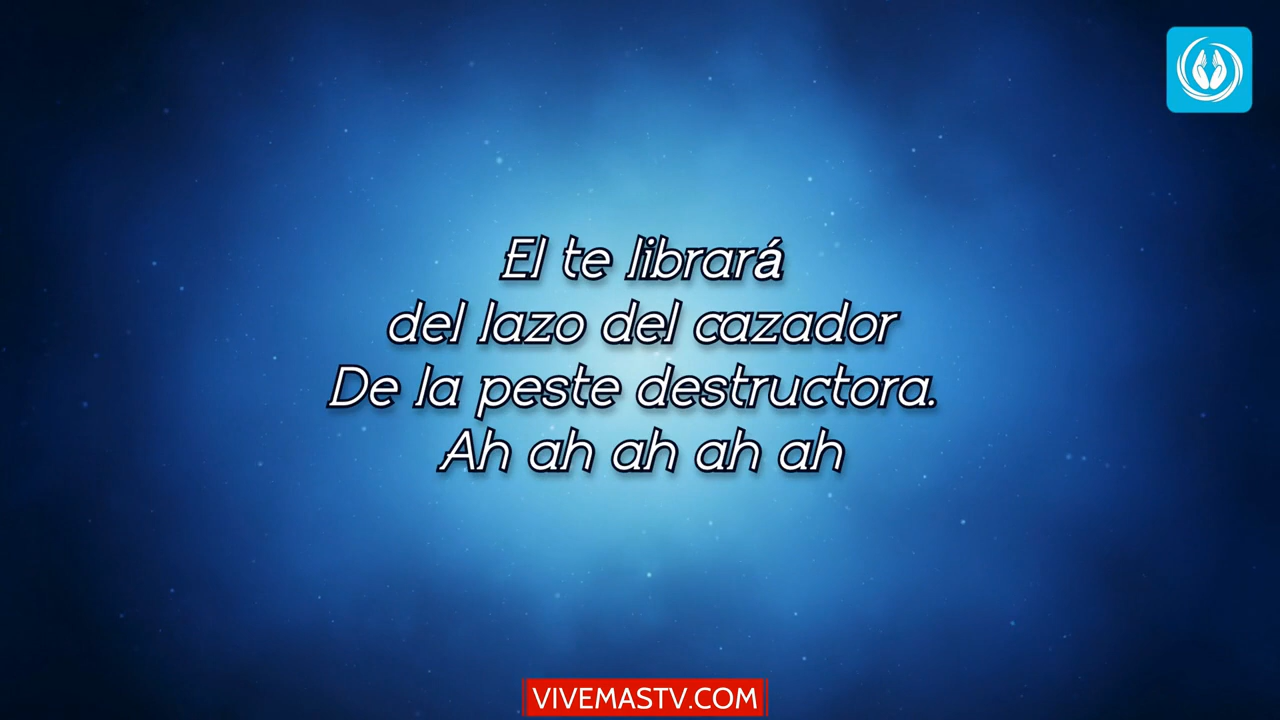 El te librará
del lazo del cazador
De la peste destructora.
Ah ah ah ah ah
VIVEMASTV.COM